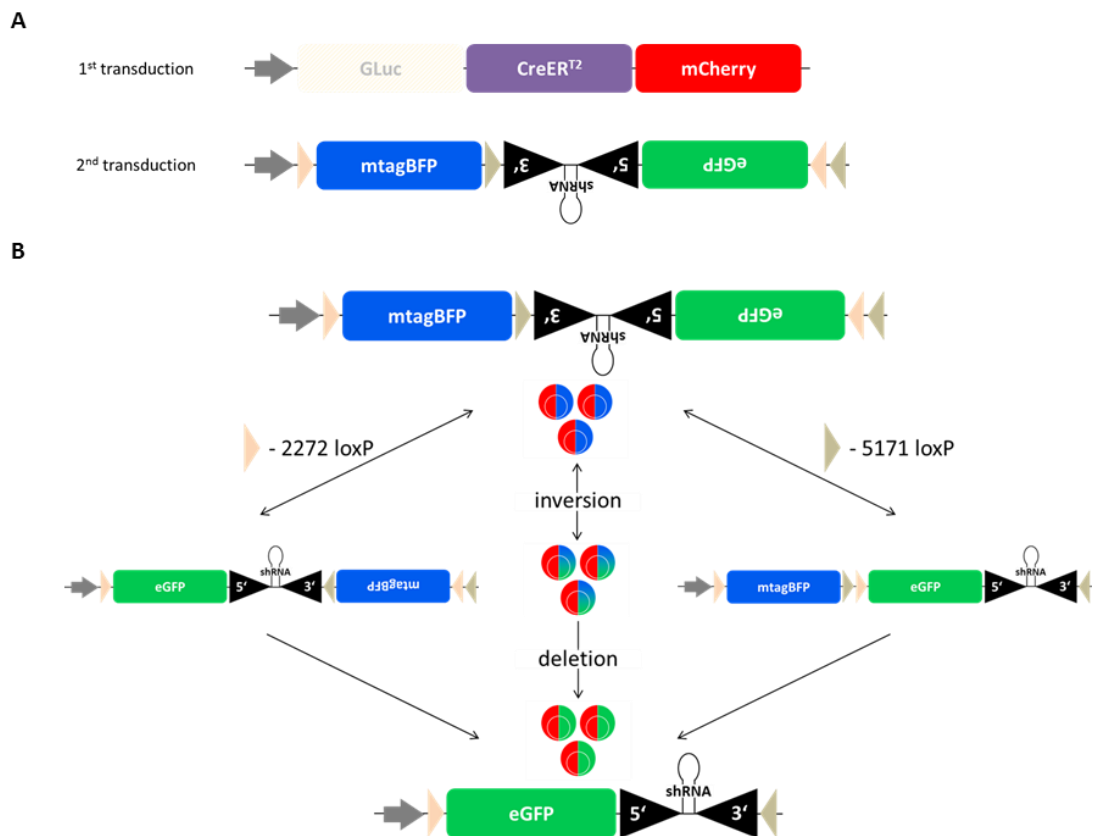 A
1st transduction
GLuc
CreERT2
mCherry
2nd transduction
mtagBFP
3‘
shRNA
5‘
eGFP
B
mtagBFP
3‘
shRNA
5‘
eGFP
- 2272 loxP
- 5171 loxP
inversion
eGFP
5‘
shRNA
3‘
mtagBFP
mtagBFP
eGFP
5‘
shRNA
3‘
deletion
eGFP
5‘
shRNA
3‘